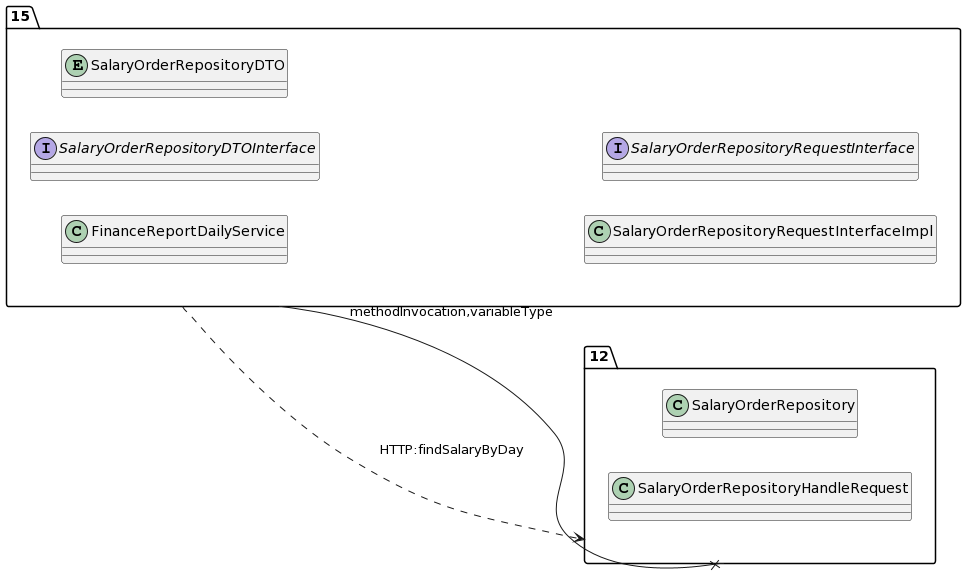 15
E SalaryOrderRepositoryDTO
I SalaryOrderRepositoryDTOInterface
I SalaryOrderRepositoryRequestInterface
C FinanceReportDailyService
C SalaryOrderRepositoryRequestInterfaceImpl
methodInvocation,variableType
12
C SalaryOrderRepository
HTTP:findSalaryByDay
C SalaryOrderRepositoryHandleRequest